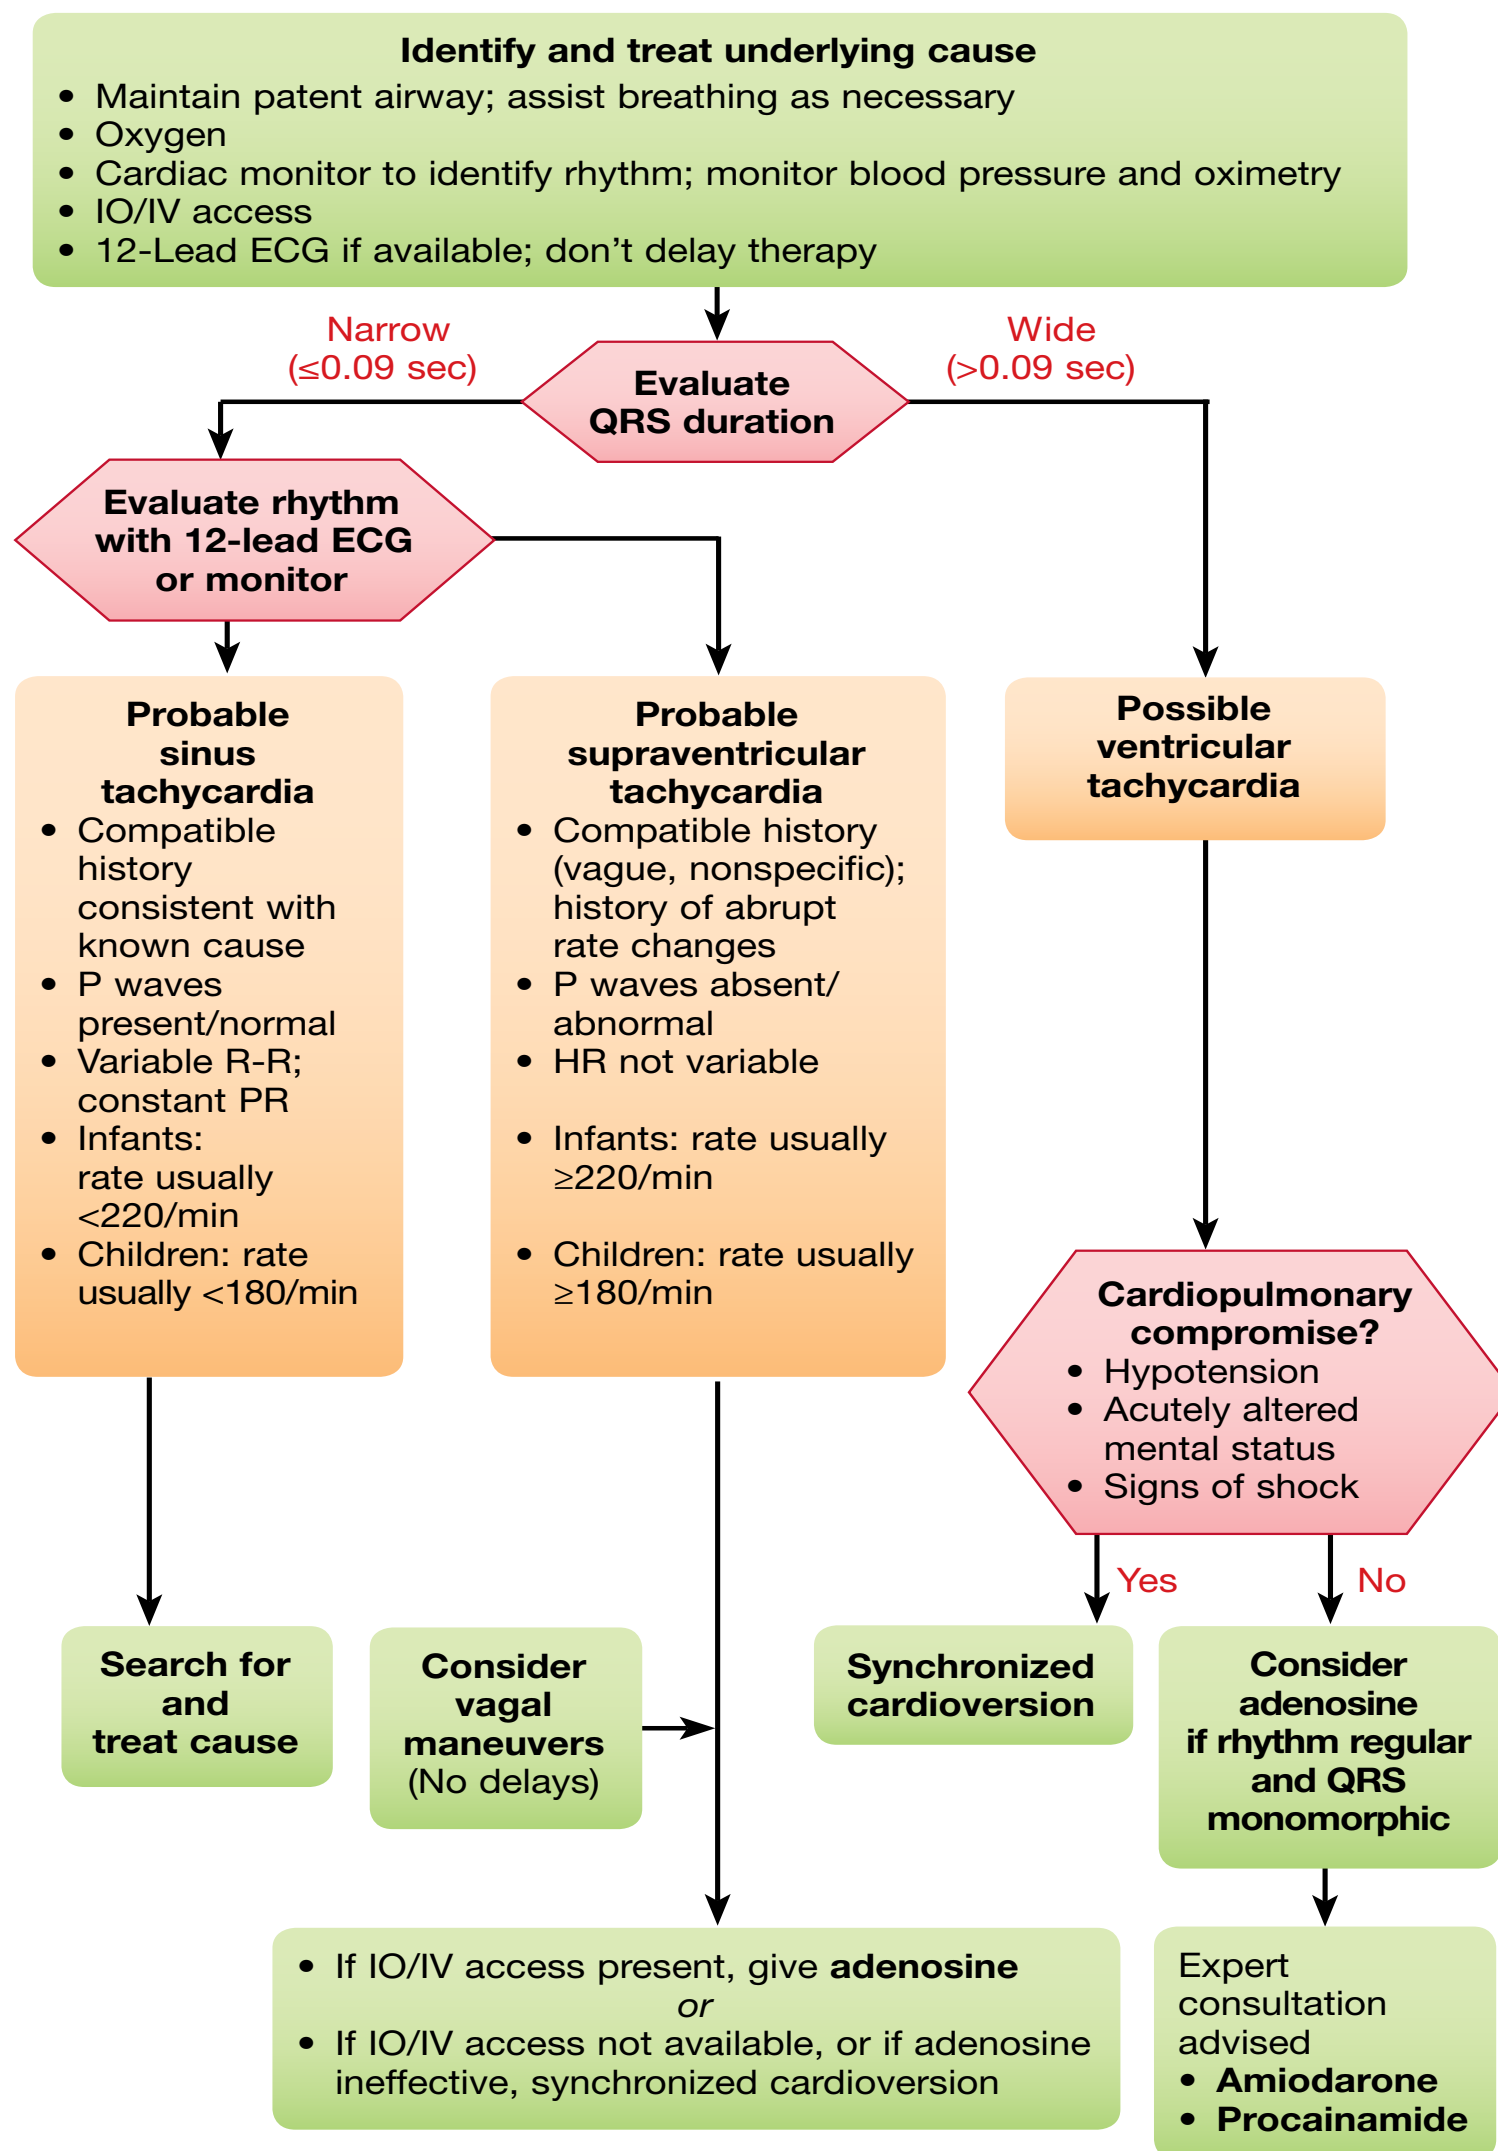 Identify and treat underlying cause
• Maintain patent airway; assist breathing as necessary
• Oxygen
• Cardiac monitor to identify rhythm; monitor blood pressure and oximetry
• IO/IV access
• 12-Lead ECG if available; don't delay therapy
Narrow
(≤0.09 sec)
Evaluate
QRS duration
Wide
(>0.09 sec)
Evaluate rhythm
with 12-lead ECG
or monitor
Probable
sinus
tachycardia
• Compatible
history
consistent with
known cause
• P waves
present/normal
• Variable R-R;
constant PR
• Infants:
rate usually
<220/min
• Children: rate
usually <180/min
Probable
supraventricular
tachycardia
• Compatible history
(vague, nonspecific);
history of abrupt
rate changes
• P waves absent/
abnormal
• HR not variable
• Infants: rate usually
≥220/min
• Children: rate usually
≥180/min
Possible
ventricular
tachycardia
Cardiopulmonary
compromise?
• Hypotension
• Acutely altered
mental status
• Signs of shock
Yes
No
Search for
and
treat cause
Consider
vagal
maneuvers
(No delays)
Synchronized
cardioversion
Consider
adenosine
if rhythm regular
and QRS
monomorphic
• If IO/IV access present, give adenosine
or
• If IO/IV access not available, or if adenosine
ineffective, synchronized cardioversion
Expert
consultation
advised
• Amiodarone
• Procainamide